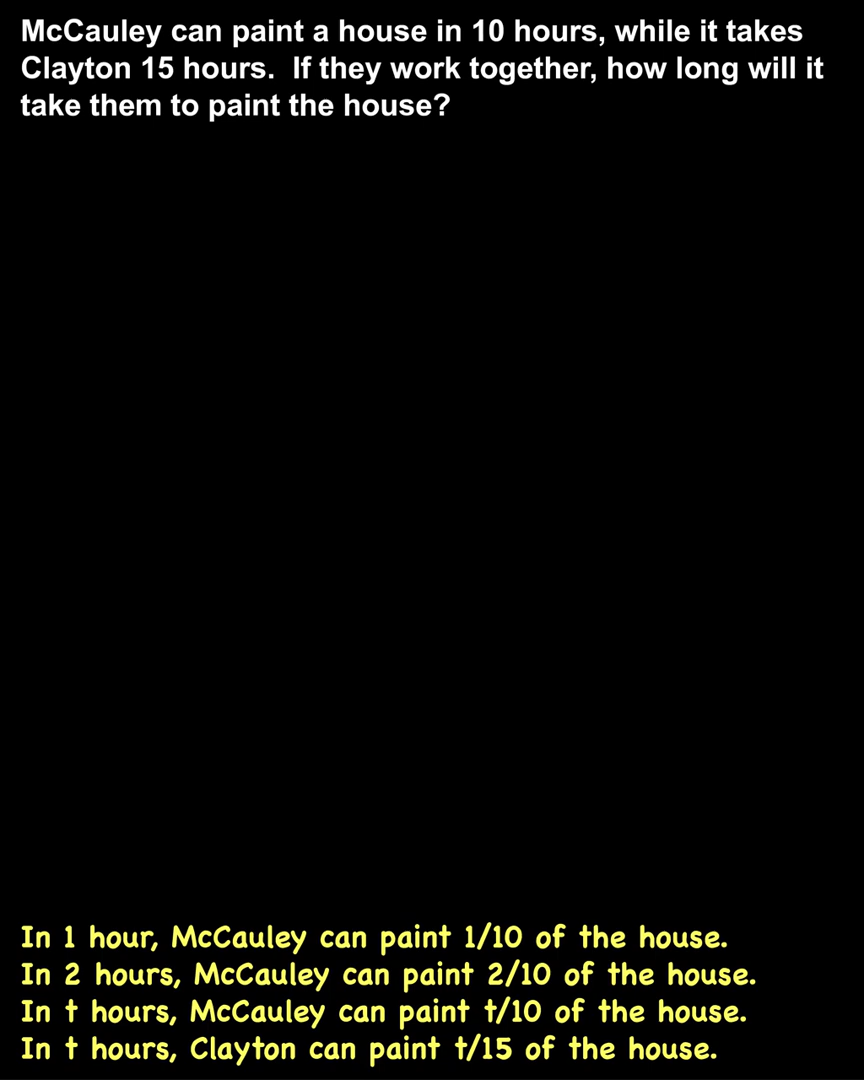 McCauley can paint a house in 10 hours, while it takes
Clayton 15 hours.  If they work together, how long will it
take them to paint the house?
In 1 hour, McCauley can paint 1/10 of the house.
In 2 hours, McCauley can paint 2/10 of the house.
In t hours, McCauley can paint t/10 of the house.
In t hours, Clayton can paint t/15 of the house.